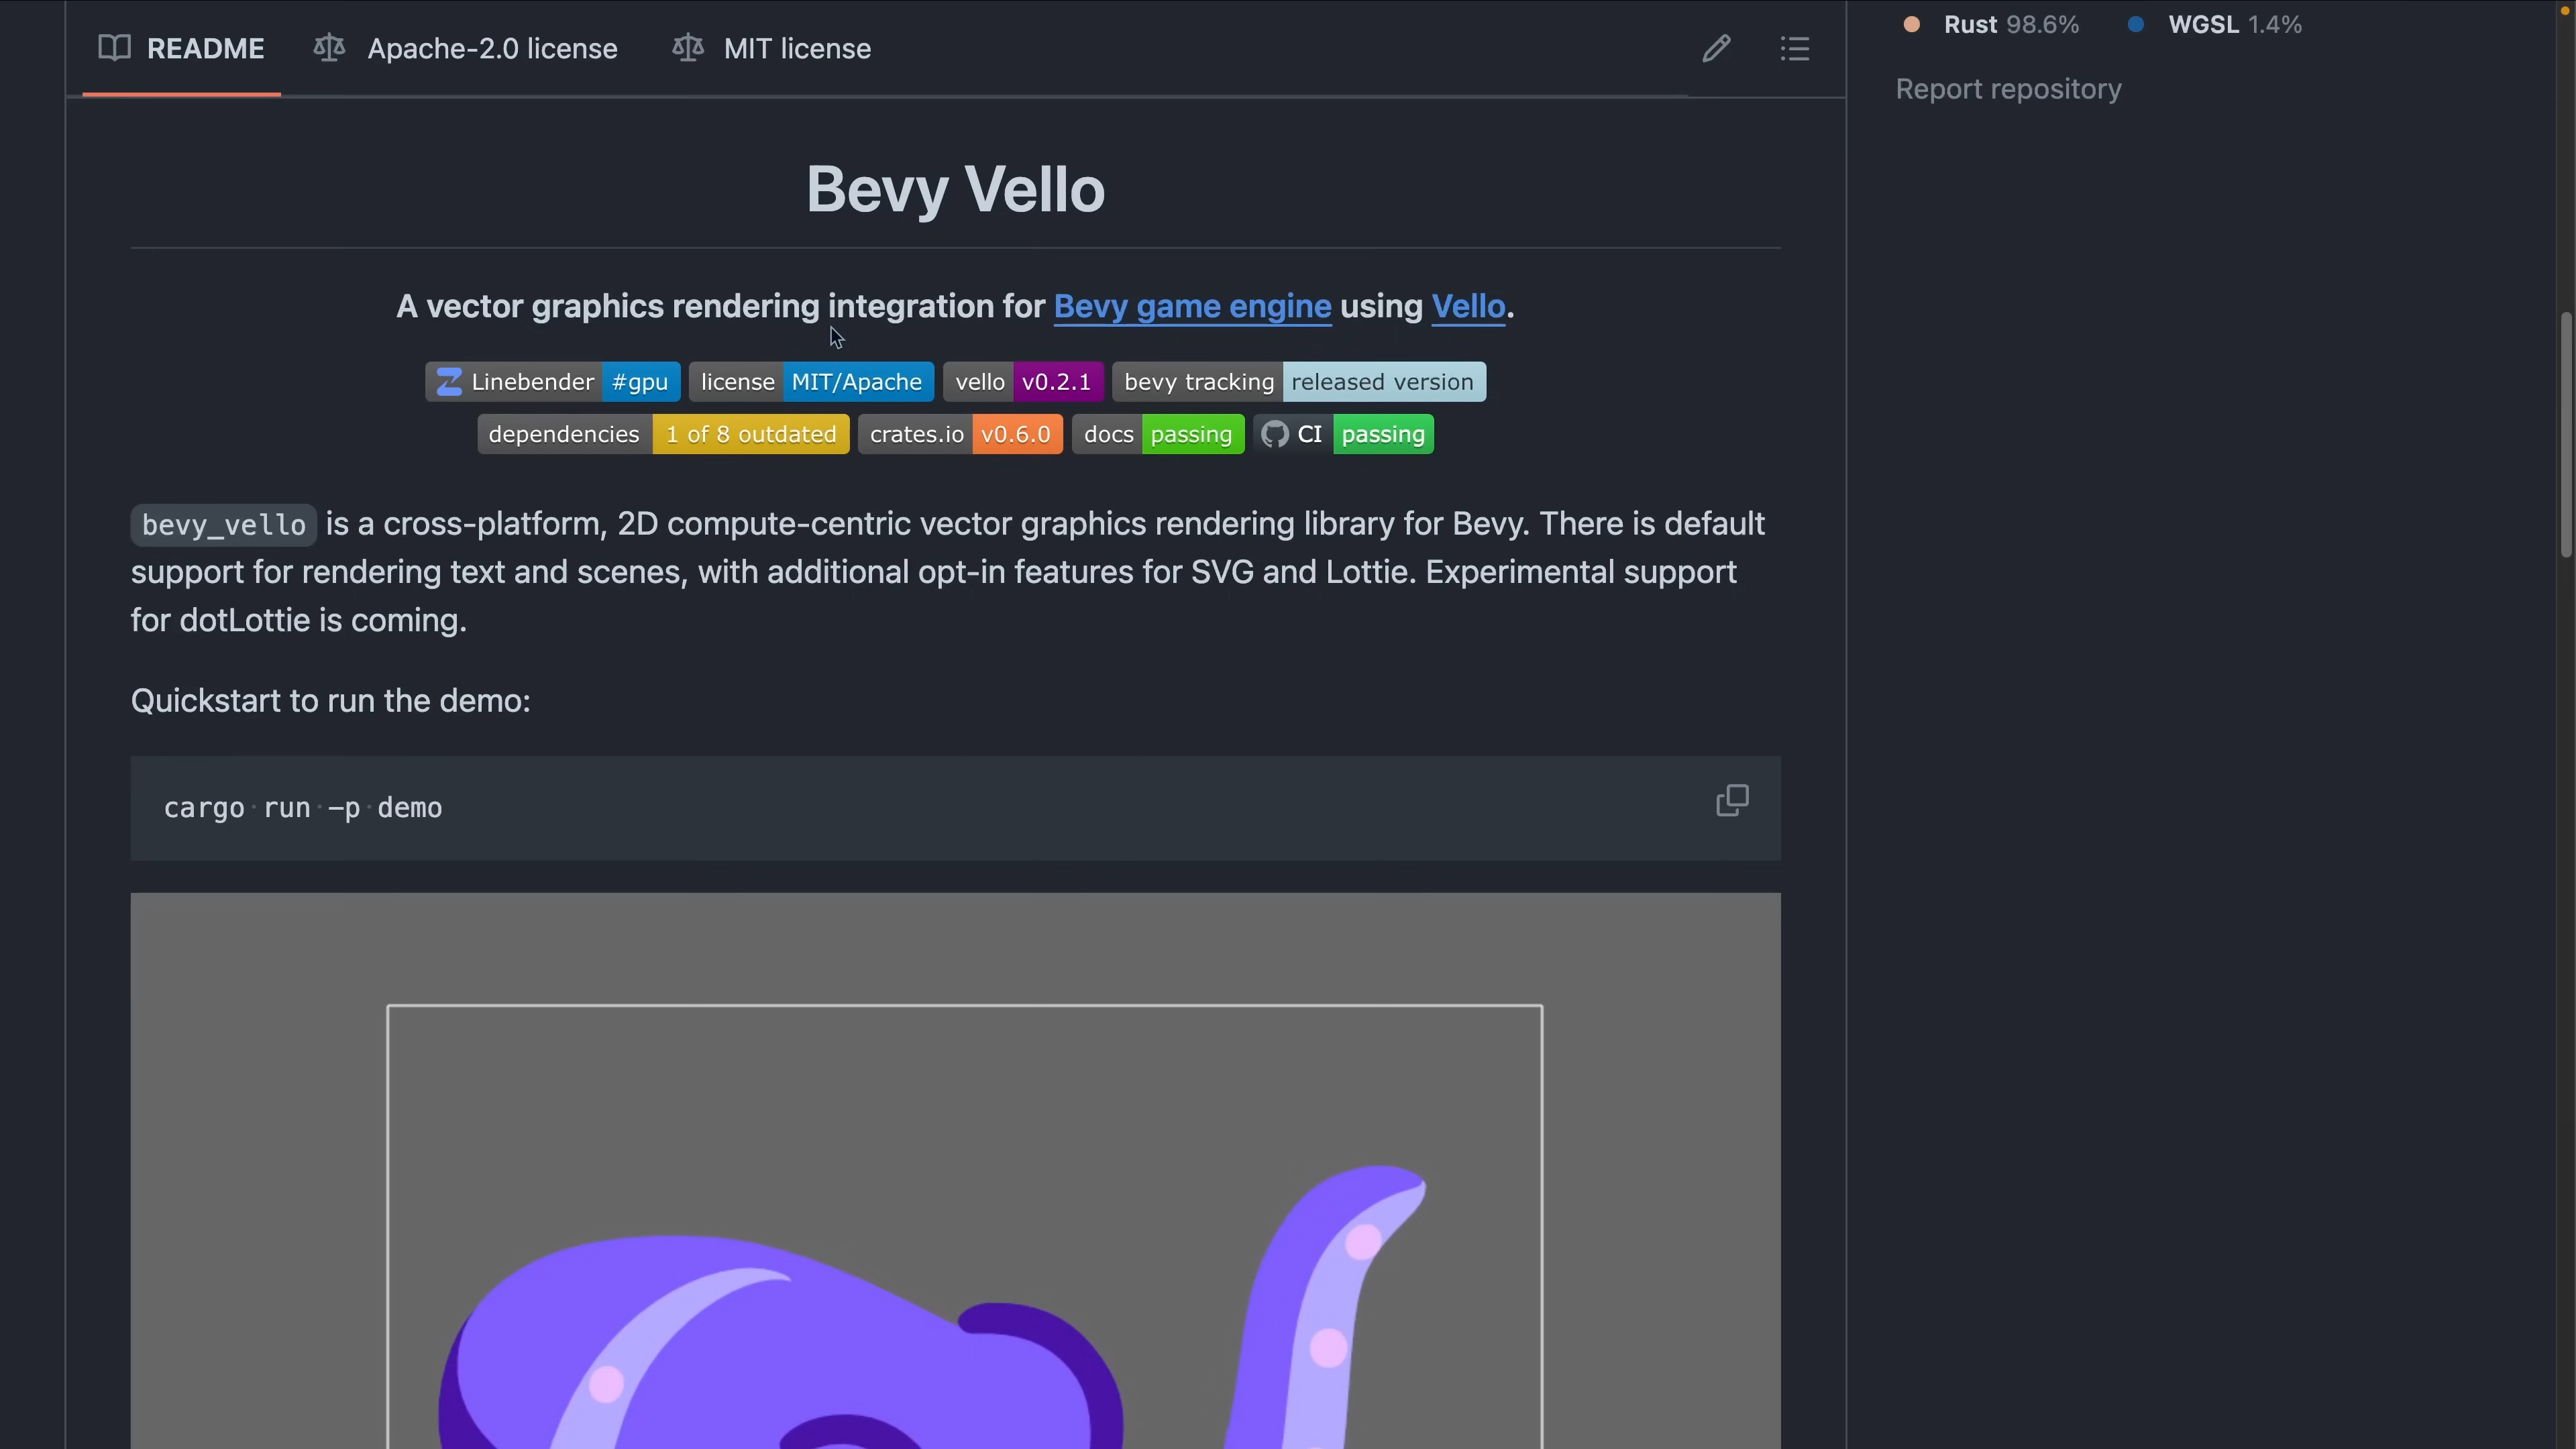 README Apache-2.0 license MIT license
Rust 98.6% WGSL 1.4%
Report repository
Bevy Vello
A vector graphics rendering integration for Bevy game engine using Vello.
Linebender #gpu license MIT/Apache vello v0.2.1 bevy tracking released version
dependencies 1 of 8 outdated crates.io v0.6.0 docs passing CI passing
bevy_vello is a cross-platform, 2D compute-centric vector graphics rendering library for Bevy. There is default
support for rendering text and scenes, with additional opt-in features for SVG and Lottie. Experimental support
for dotLottie is coming.
Quickstart to run the demo:
cargo run -p demo